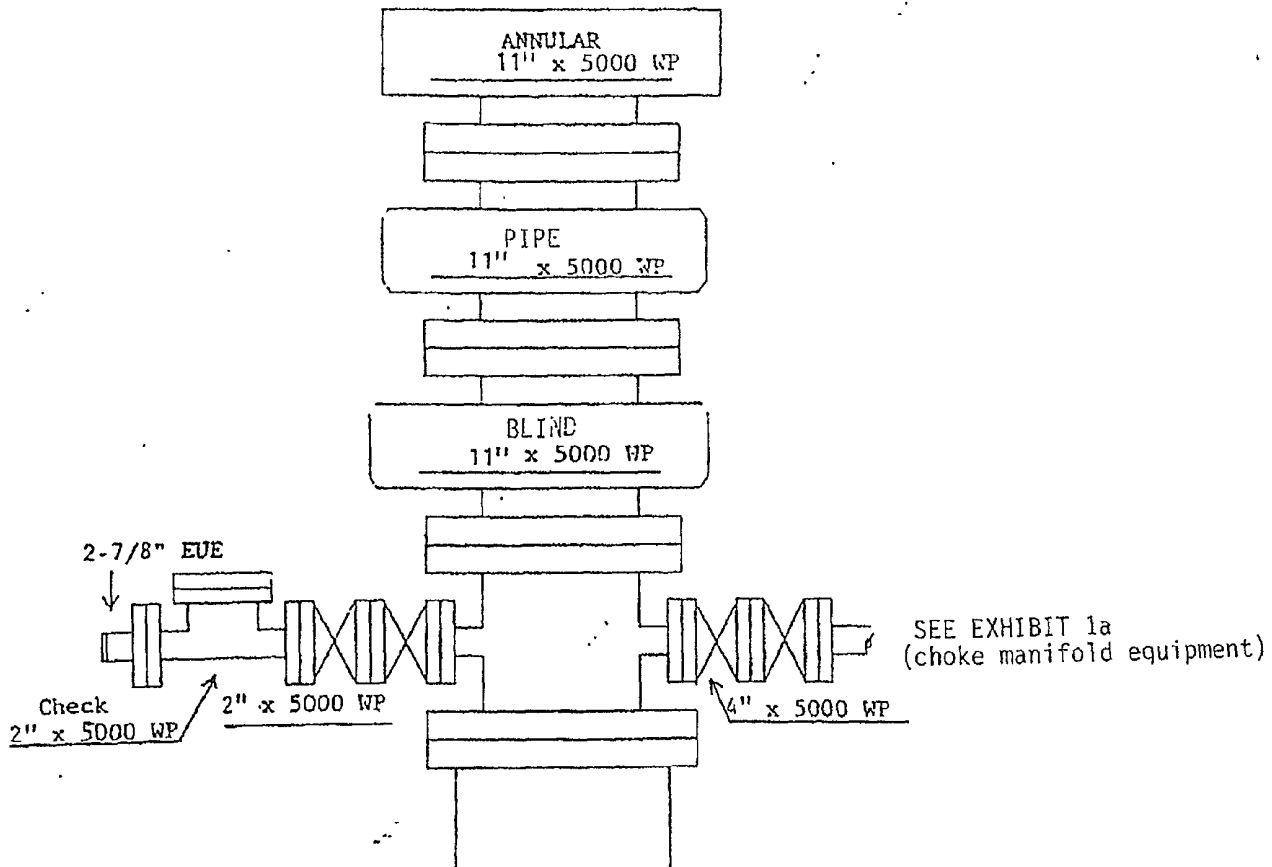 ANNULAR
11" x 5000 WP
PIPE
11" x 5000 WP
BLIND
11" x 5000 WP
2-7/8" EUE
SEE EXHIBIT 1a
(choke manifold equipment)
Check
2" x 5000 WP
2" x 5000 WP
4" x 5000 WP